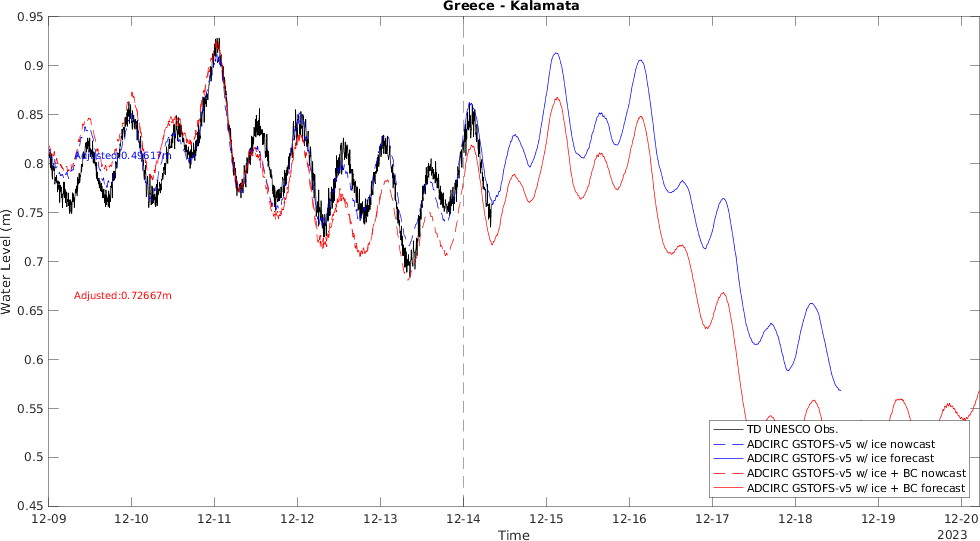 Greece - Kalamata
0.95
0.9
0.85
0.8
0.75
0.7
0.65
0.6
0.55
0.5
0.45
Water Level (m)
Adjusted:0.49617m
Adjusted:0.72667m
TD UNESCO Obs.
ADCIRC GSTOFS-v5 w/ ice nowcast
ADCIRC GSTOFS-v5 w/ ice forecast
ADCIRC GSTOFS-v5 w/ ice + BC nowcast
ADCIRC GSTOFS-v5 w/ ice + BC forecast
12-09 12-10 12-11 12-12 12-13 12-14 12-15 12-16 12-17 12-18 12-19 12-20
Time
2023